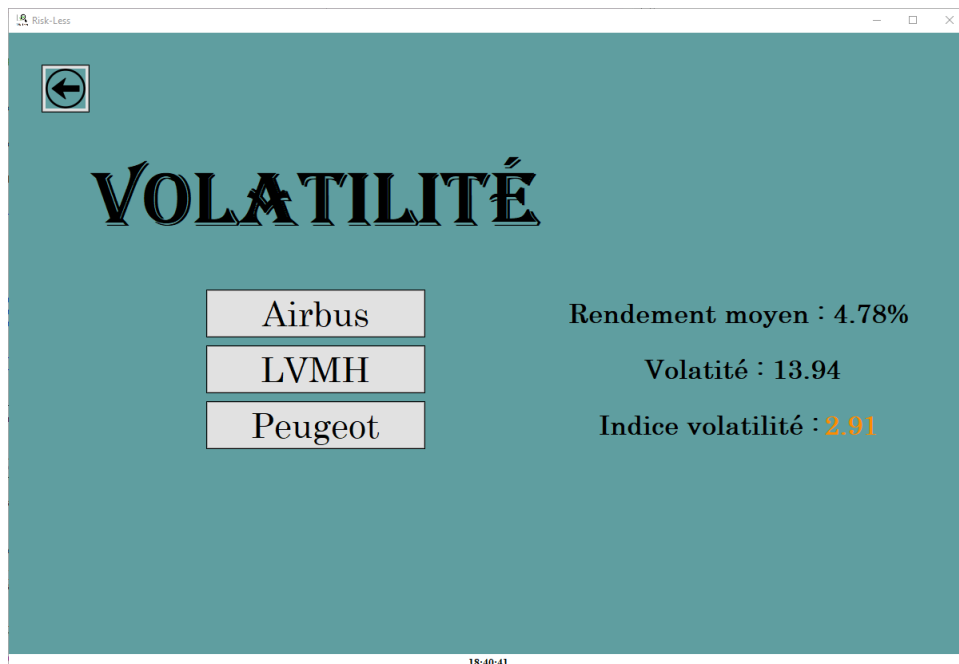 Risk-Less
VOLATILITÉ
Airbus
Rendement moyen : 4.78%
LVMH
Volatité : 13.94
Peugeot
Indice volatilité : 2.91
18:40:41